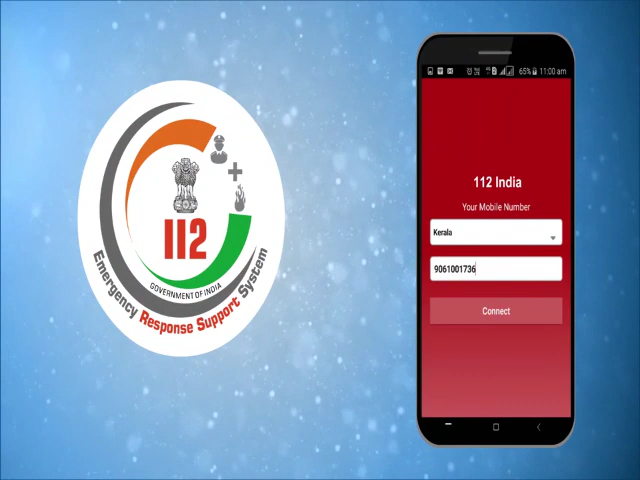 112
GOVERNMENT OF INDIA
Emergency Response Support System
65% 11:00 am
112 India
Your Mobile Number
Kerala
9061001736
Connect